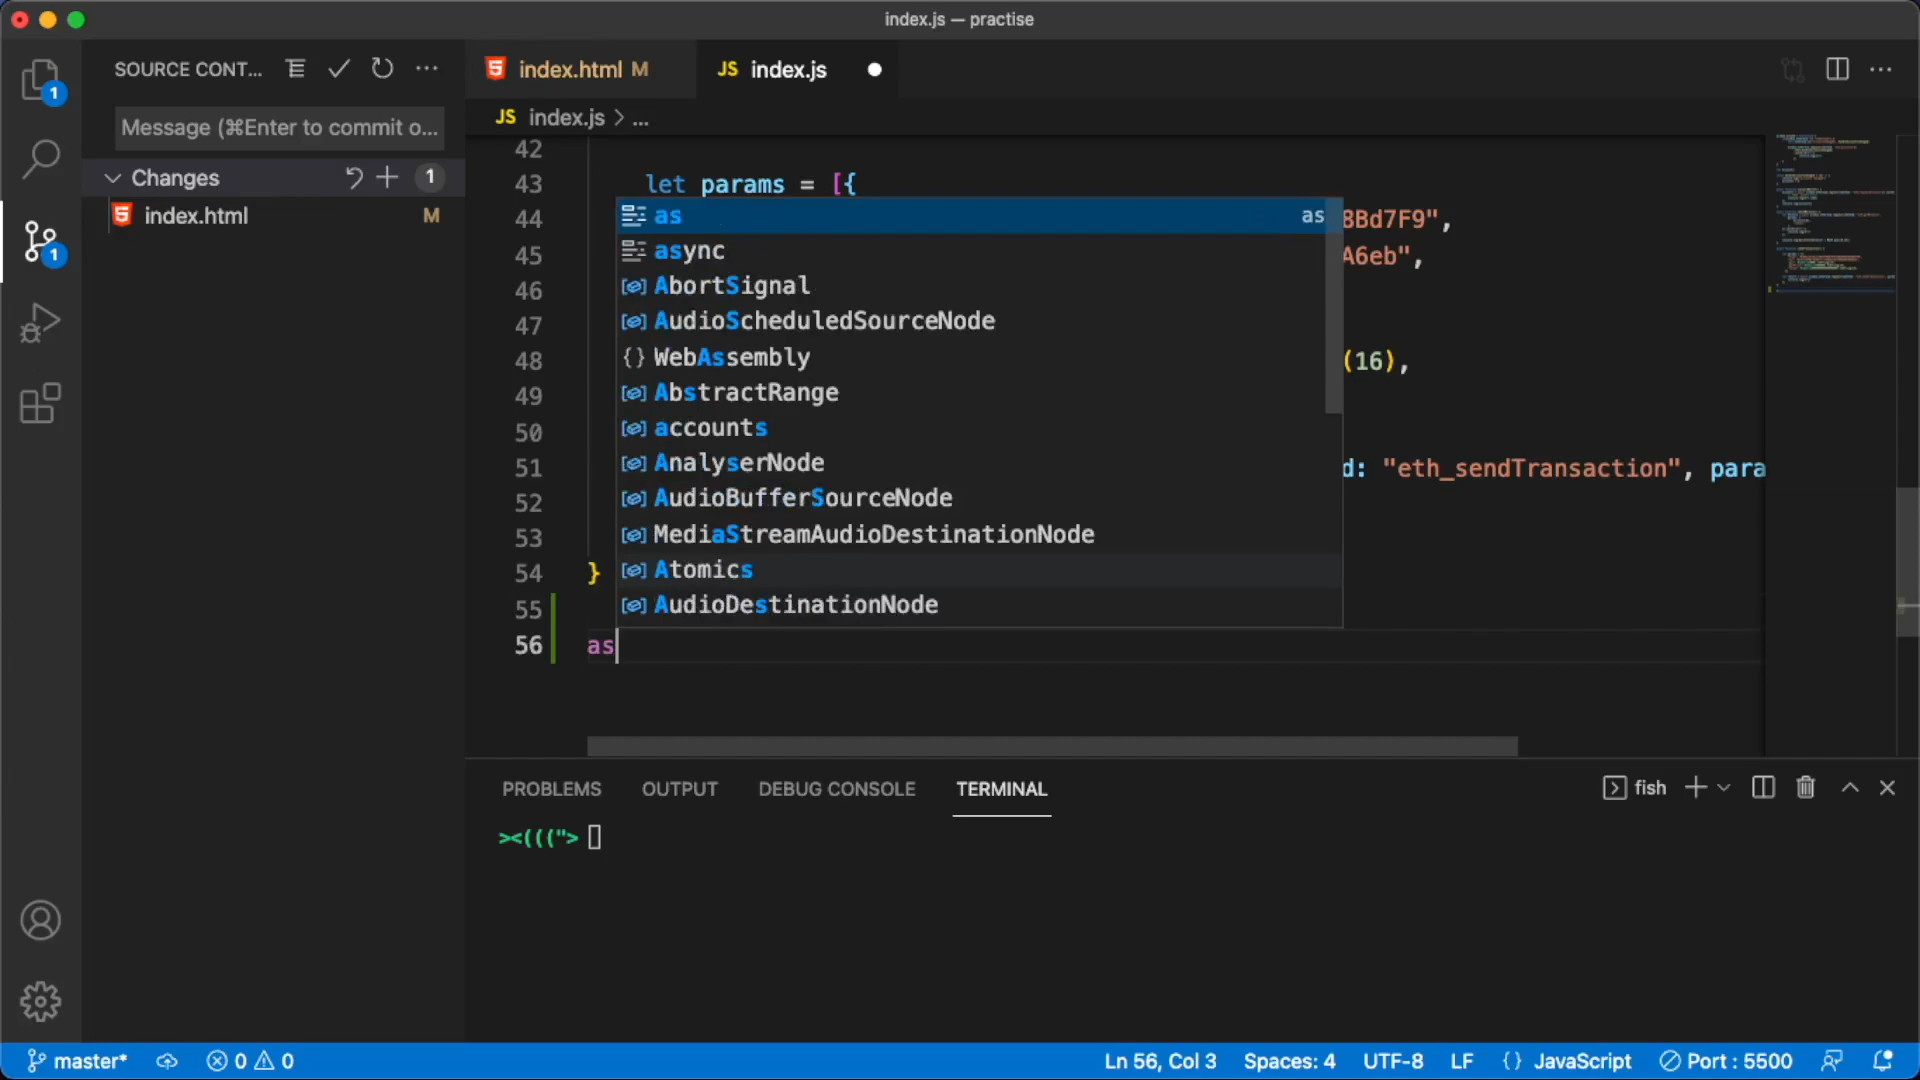 index.js — practise
SOURCE CONT...
index.html M
JS index.js
1
Message (⌘Enter to commit o...
JS index.js > ...
Changes 1
index.html M
1
42
43 let params = [{
44 8Bd7F9",
45 A6eb",
46
47
48 (16),
49
50
51 d: "eth_sendTransaction", para
52
53
54 }
55
56 as
as as
async
AbortSignal
AudioScheduledSourceNode
WebAssembly
AbstractRange
accounts
AnalyserNode
AudioBufferSourceNode
MediaStreamAudioDestinationNode
Atomics
AudioDestinationNode
PROBLEMS OUTPUT DEBUG CONSOLE TERMINAL fish
><((("> 
master* 0 0 Ln 56, Col 3 Spaces: 4 UTF-8 LF {} JavaScript Port : 5500